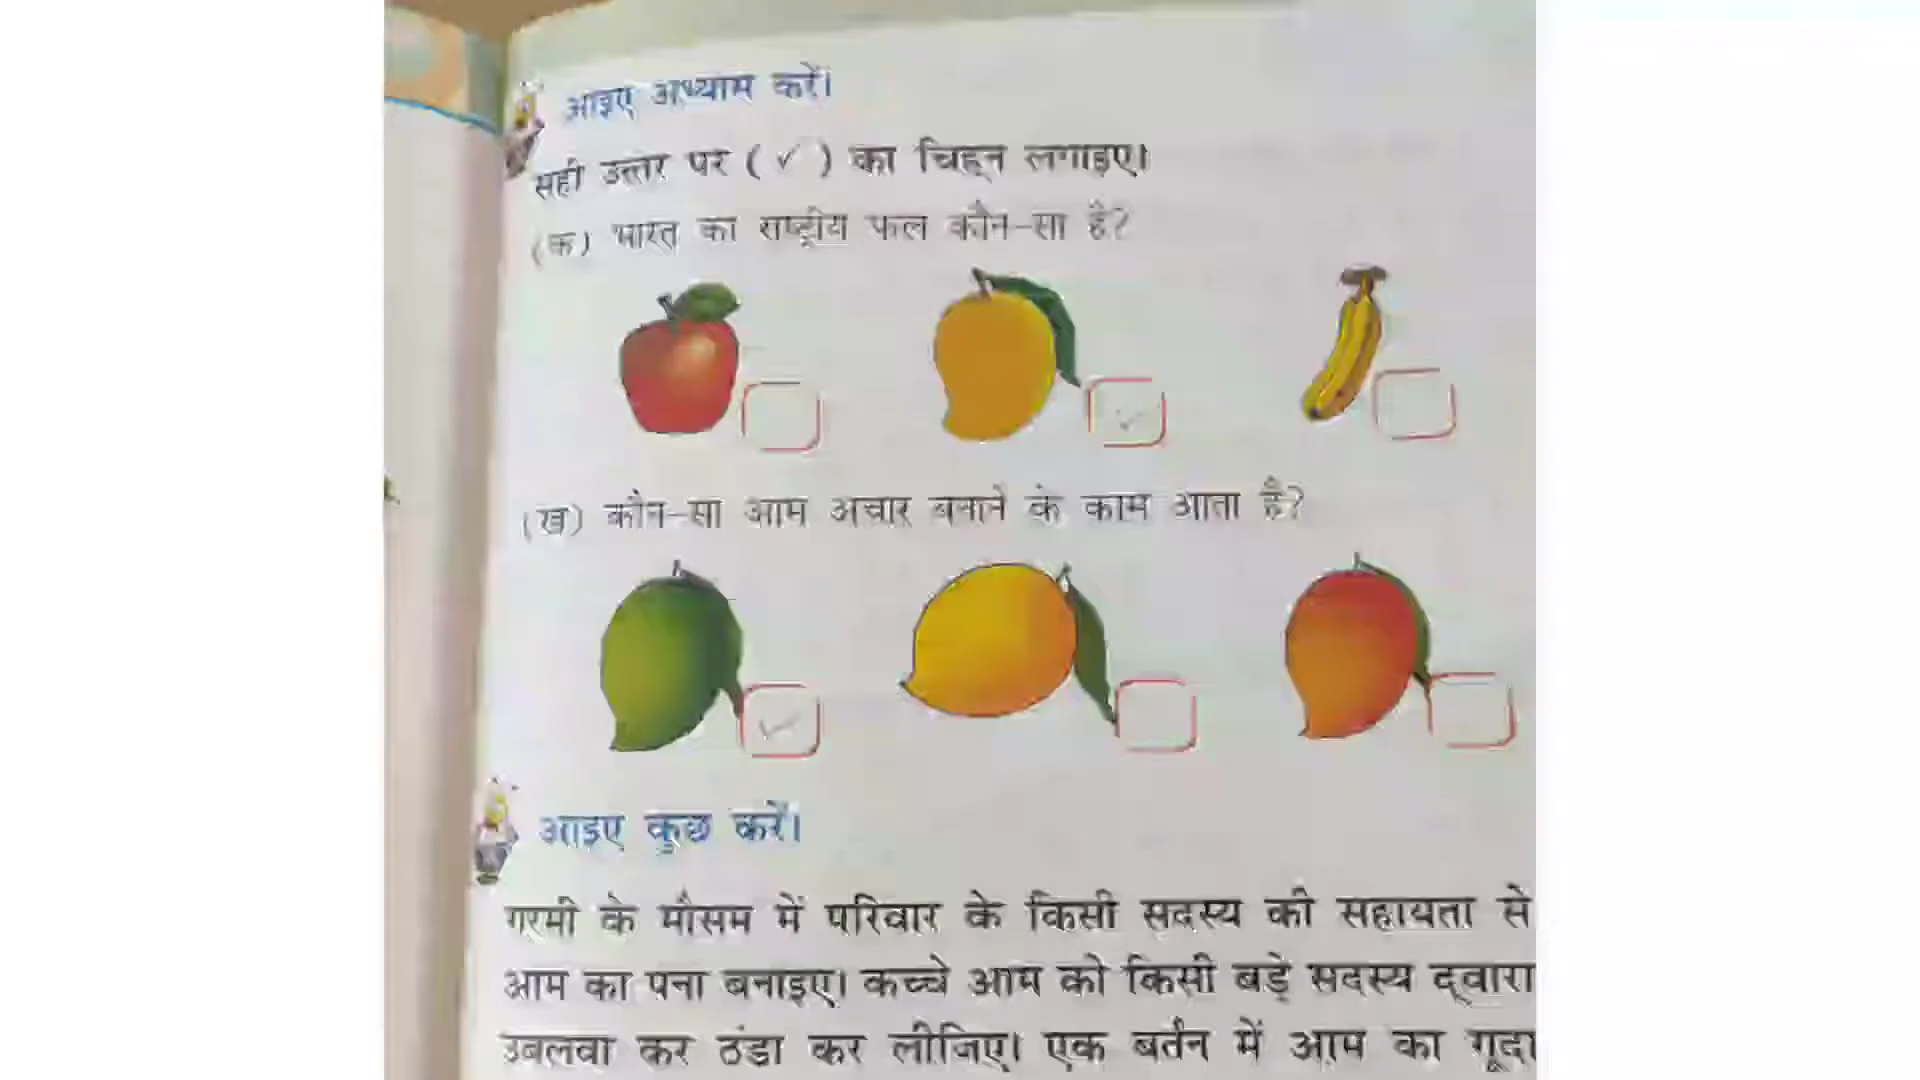 आइए अभ्यास करें।
सही उत्तर पर ( ✓ ) का चिह्न लगाइए।
(क) भारत का राष्ट्रीय फल कौन-सा है?
✓
(ख) कौन-सा आम अचार बनाने के काम आता है?
✓
आइए कुछ करें।
गरमी के मौसम में परिवार के किसी सदस्य की सहायता से
आम का पना बनाइए। कच्चे आम को किसी बड़े सदस्य द्वारा
उबलवा कर ठंडा कर लीजिए। एक बर्तन में आम का गूदा